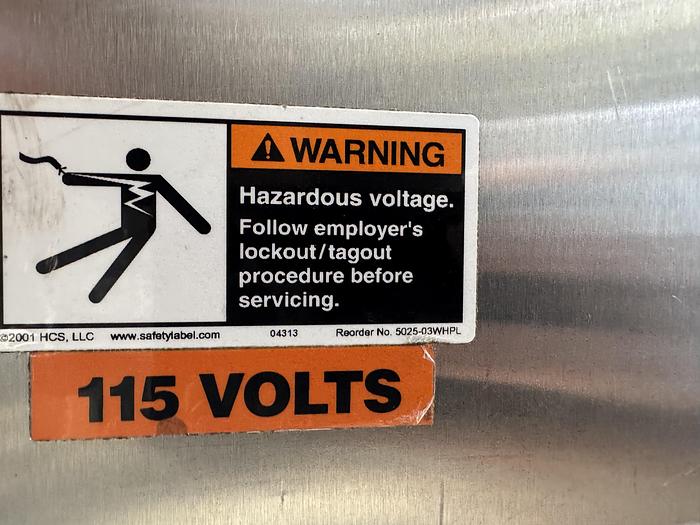 WARNING
Hazardous voltage.
Follow employer's
lockout/tagout
procedure before
servicing.
©2001 HCS, LLC www.safetylabel.com 04313 Reorder No. 5025-03WHPL
115 VOLTS